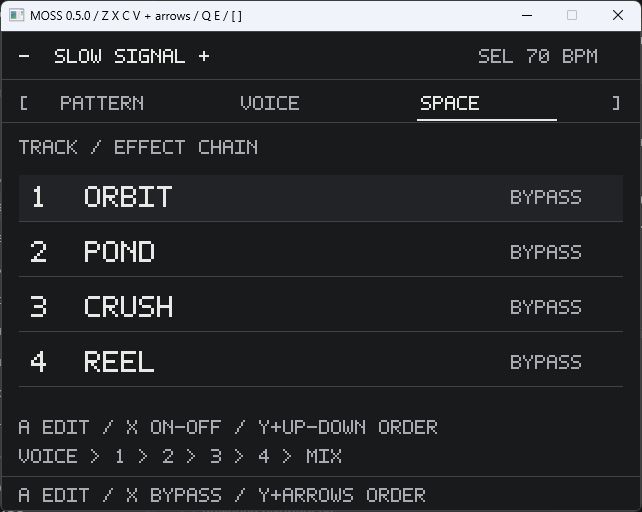 MOSS 0.5.0 / Z X C V + arrows / Q E / [ ]
- SLOW SIGNAL + SEL 70 BPM
[ PATTERN VOICE SPACE ]
TRACK / EFFECT CHAIN
1 ORBIT BYPASS
2 POND BYPASS
3 CRUSH BYPASS
4 REEL BYPASS
A EDIT / X ON-OFF / Y+UP-DOWN ORDER
VOICE > 1 > 2 > 3 > 4 > MIX
A EDIT / X BYPASS / Y+ARROWS ORDER